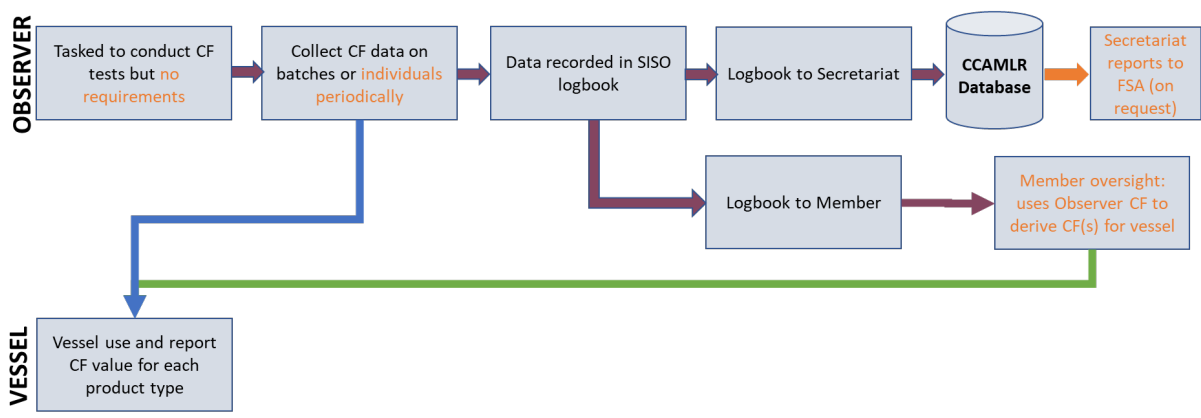 OBSERVER
Tasked to conduct CF
tests but no
requirements
Collect CF data on
batches or individuals
periodically
Data recorded in SISO
logbook
Logbook to Secretariat
CCAMLR
Database
Secretariat
reports to
FSA (on
request)
Logbook to Member
Member oversight:
uses Observer CF to
derive CF(s) for vessel
VESSEL
Vessel use and report
CF value for each
product type